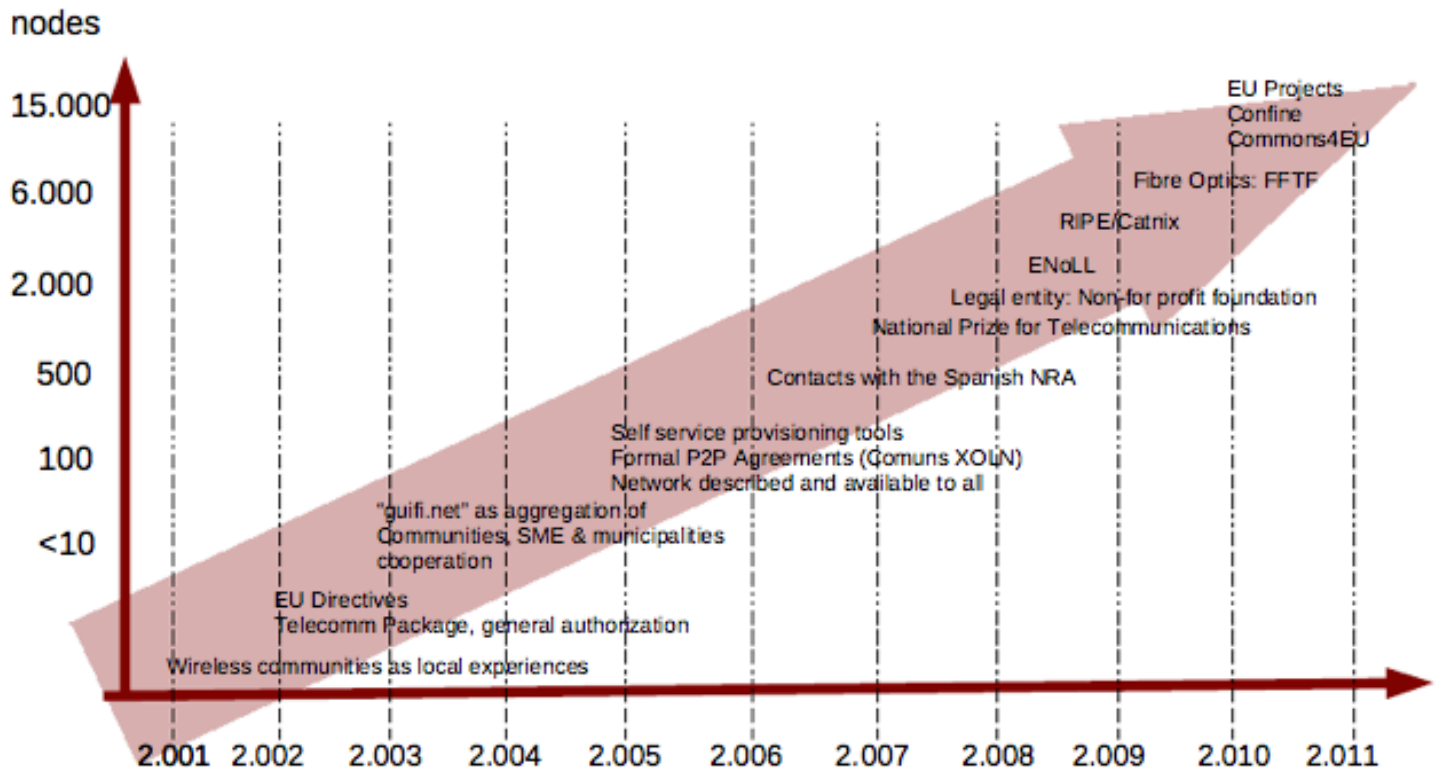 nodes
15.000
EU Projects
Confine
Commons4EU
6.000
Fibre Optics: FFTF
RIPE/Catnix
2.000
ENoLL
Legal entity: Non-for profit foundation
National Prize for Telecommunications
500
Contacts with the Spanish NRA
100
Self service provisioning tools
Formal P2P Agreements (Comuns XOLN)
Network described and available to all
<10
"guifi.net" as aggregation of
Communities, SME & municipalities
cooperation
EU Directives
Telecomm Package, general authorization
Wireless communities as local experiences
2.001 2.002 2.003 2.004 2.005 2.006 2.007 2.008 2.009 2.010 2.011